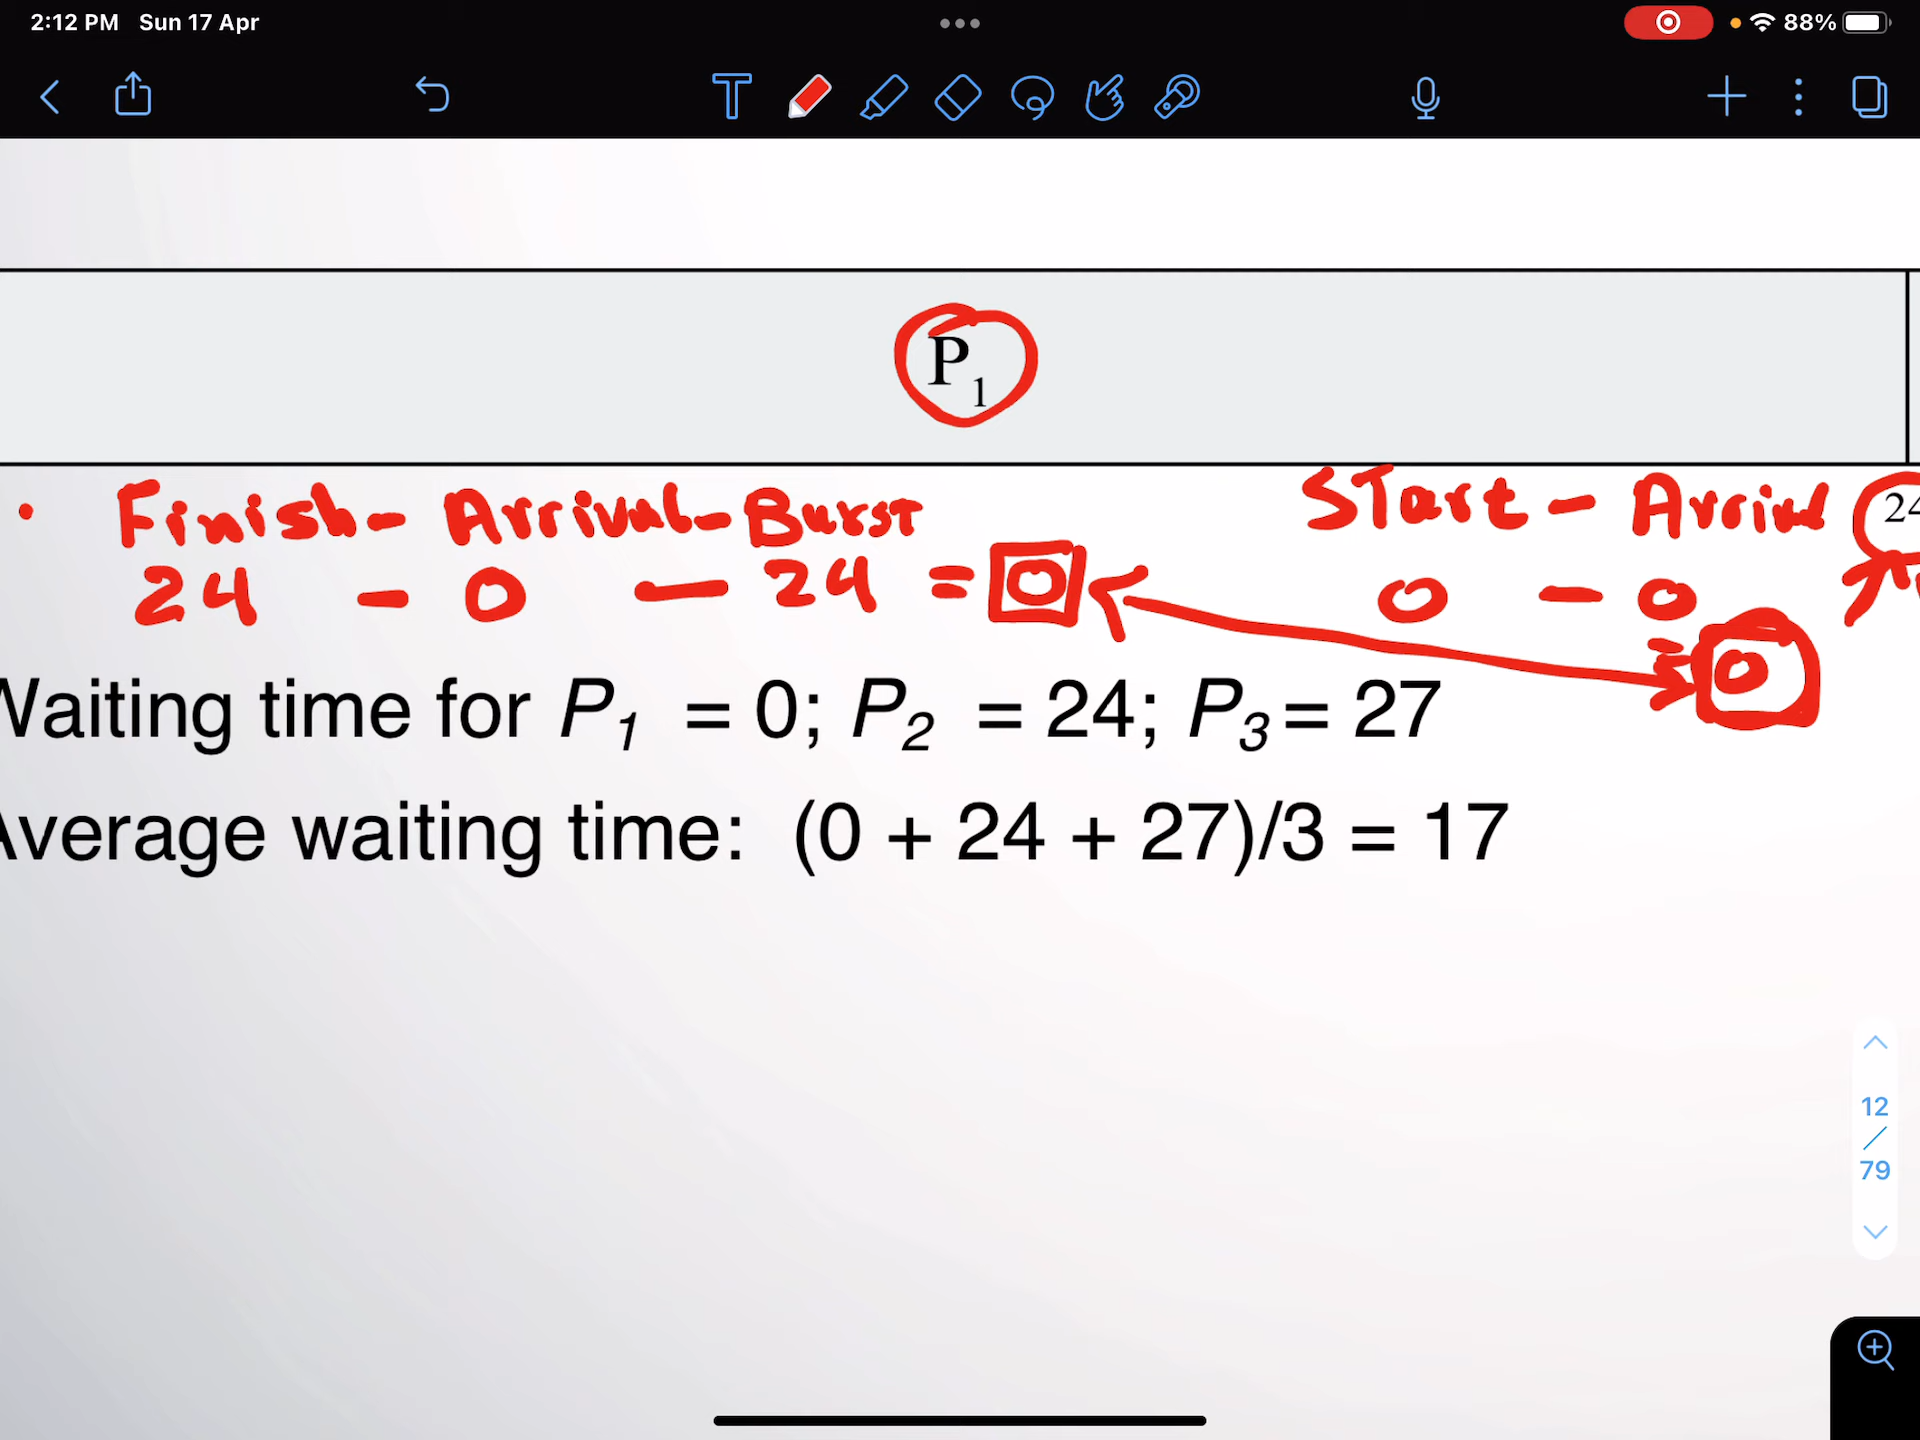 2:12 PM Sun 17 Apr
88%
T
P1
Finish - Arrival - Burst
Start - Arrival
24 - 0 - 24 = 0
0 - 0
= 0
Waiting time for P1 = 0; P2 = 24; P3 = 27
Average waiting time: (0 + 24 + 27)/3 = 17
12
/
79